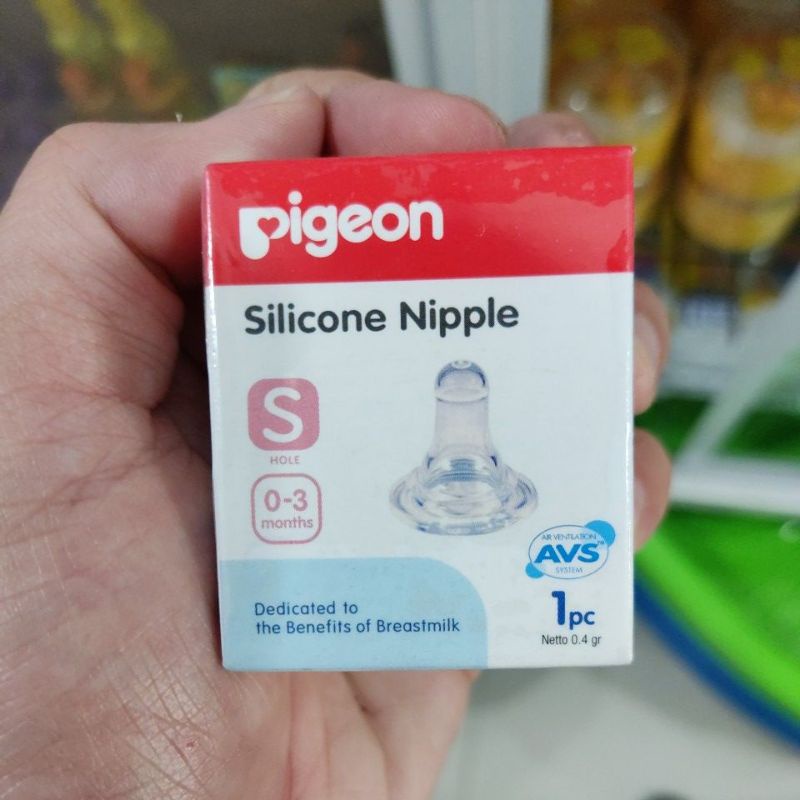 pigeon
Silicone Nipple
S
HOLE
0-3
months
AIR VENTILATION
AVS™
SYSTEM
Dedicated to
the Benefits of Breastmilk
1pc
Netto 0.4 gr